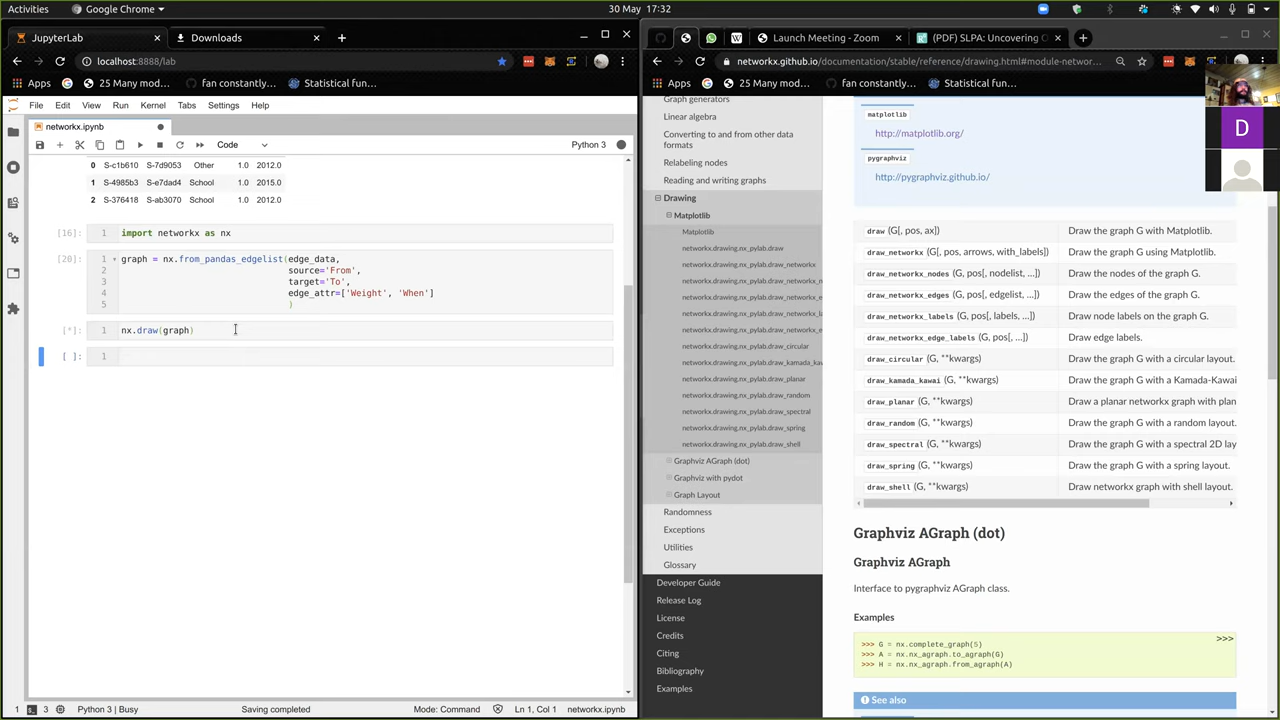 Activities
Google Chrome
30 May 17:32
JupyterLab
Downloads
localhost:8888/lab
Apps
25 Many mod...
fan constantly...
Statistical fun...
File Edit View Run Kernel Tabs Settings Help
networkx.ipynb
Code
Python 3
0 S-c1b610 S-7d9053 Other 1.0 2012.0
1 S-4985b3 S-e7dad4 School 1.0 2015.0
2 S-376418 S-ab3070 School 1.0 2012.0
[16]: 1 import networkx as nx
[20]: 1 graph = nx.from_pandas_edgelist(edge_data,
2 source='From',
3 target='To',
4 edge_attr=['Weight', 'When']
5 )
[*]: 1 nx.draw(graph)
[ ]: 1
1 3 Python 3 | Busy Saving completed Mode: Command Ln 1, Col 1 networkx.ipynb
Launch Meeting - Zoom
(PDF) SLPA: Uncovering O
networkx.github.io/documentation/stable/reference/drawing.html#module-networ...
Apps
25 Many mod...
fan constantly...
Statistical fun...
Graph generators
Linear algebra
Converting to and from other data
formats
Relabeling nodes
Reading and writing graphs
Drawing
Matplotlib
Matplotlib
networkx.drawing.nx_pylab.draw
networkx.drawing.nx_pylab.draw_networkx
networkx.drawing.nx_pylab.draw_networkx_n
networkx.drawing.nx_pylab.draw_networkx_e
networkx.drawing.nx_pylab.draw_networkx_l
networkx.drawing.nx_pylab.draw_networkx_e
networkx.drawing.nx_pylab.draw_circular
networkx.drawing.nx_pylab.draw_kamada_kaw
networkx.drawing.nx_pylab.draw_planar
networkx.drawing.nx_pylab.draw_random
networkx.drawing.nx_pylab.draw_spectral
networkx.drawing.nx_pylab.draw_spring
networkx.drawing.nx_pylab.draw_shell
Graphviz AGraph (dot)
Graphviz with pydot
Graph Layout
Randomness
Exceptions
Utilities
Glossary
Developer Guide
Release Log
License
Credits
Citing
Bibliography
Examples
matplotlib
http://matplotlib.org/
pygraphviz
http://pygraphviz.github.io/
D
draw (G[, pos, ax]) Draw the graph G with Matplotlib.
draw_networkx (G[, pos, arrows, with_labels]) Draw the graph G using Matplotlib.
draw_networkx_nodes (G, pos[, nodelist, ...]) Draw the nodes of the graph G.
draw_networkx_edges (G, pos[, edgelist, ...]) Draw the edges of the graph G.
draw_networkx_labels (G, pos[, labels, ...]) Draw node labels on the graph G.
draw_networkx_edge_labels (G, pos[, ...]) Draw edge labels.
draw_circular (G, **kwargs) Draw the graph G with a circular layout.
draw_kamada_kawai (G, **kwargs) Draw the graph G with a Kamada-Kawai
draw_planar (G, **kwargs) Draw a planar networkx graph with plan
draw_random (G, **kwargs) Draw the graph G with a random layout.
draw_spectral (G, **kwargs) Draw the graph G with a spectral 2D lay
draw_spring (G, **kwargs) Draw the graph G with a spring layout.
draw_shell (G, **kwargs) Draw networkx graph with shell layout.
Graphviz AGraph (dot)
Graphviz AGraph
Interface to pygraphviz AGraph class.
Examples
>>>
>>> G = nx.complete_graph(5)
>>> A = nx.nx_agraph.to_agraph(G)
>>> H = nx.nx_agraph.from_agraph(A)
See also